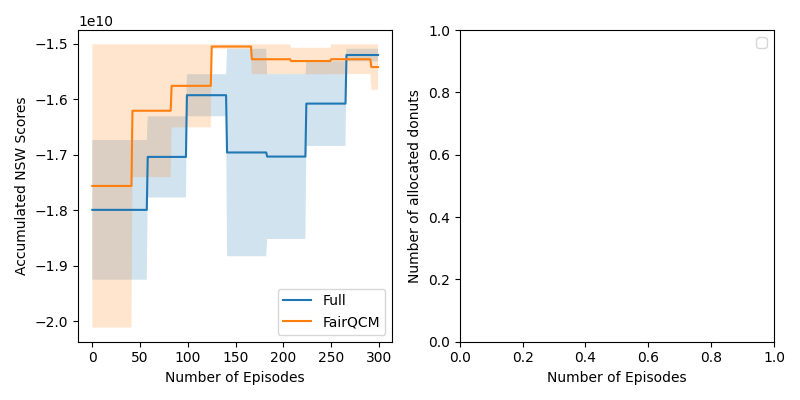 1e10
−1.5
−1.6
−1.7
−1.8
−1.9
−2.0
Accumulated NSW Scores
0 50 100 150 200 250 300
Number of Episodes
Full
FairQCM
1.0
0.8
0.6
0.4
0.2
0.0
Number of allocated donuts
0.0 0.2 0.4 0.6 0.8 1.0
Number of Episodes